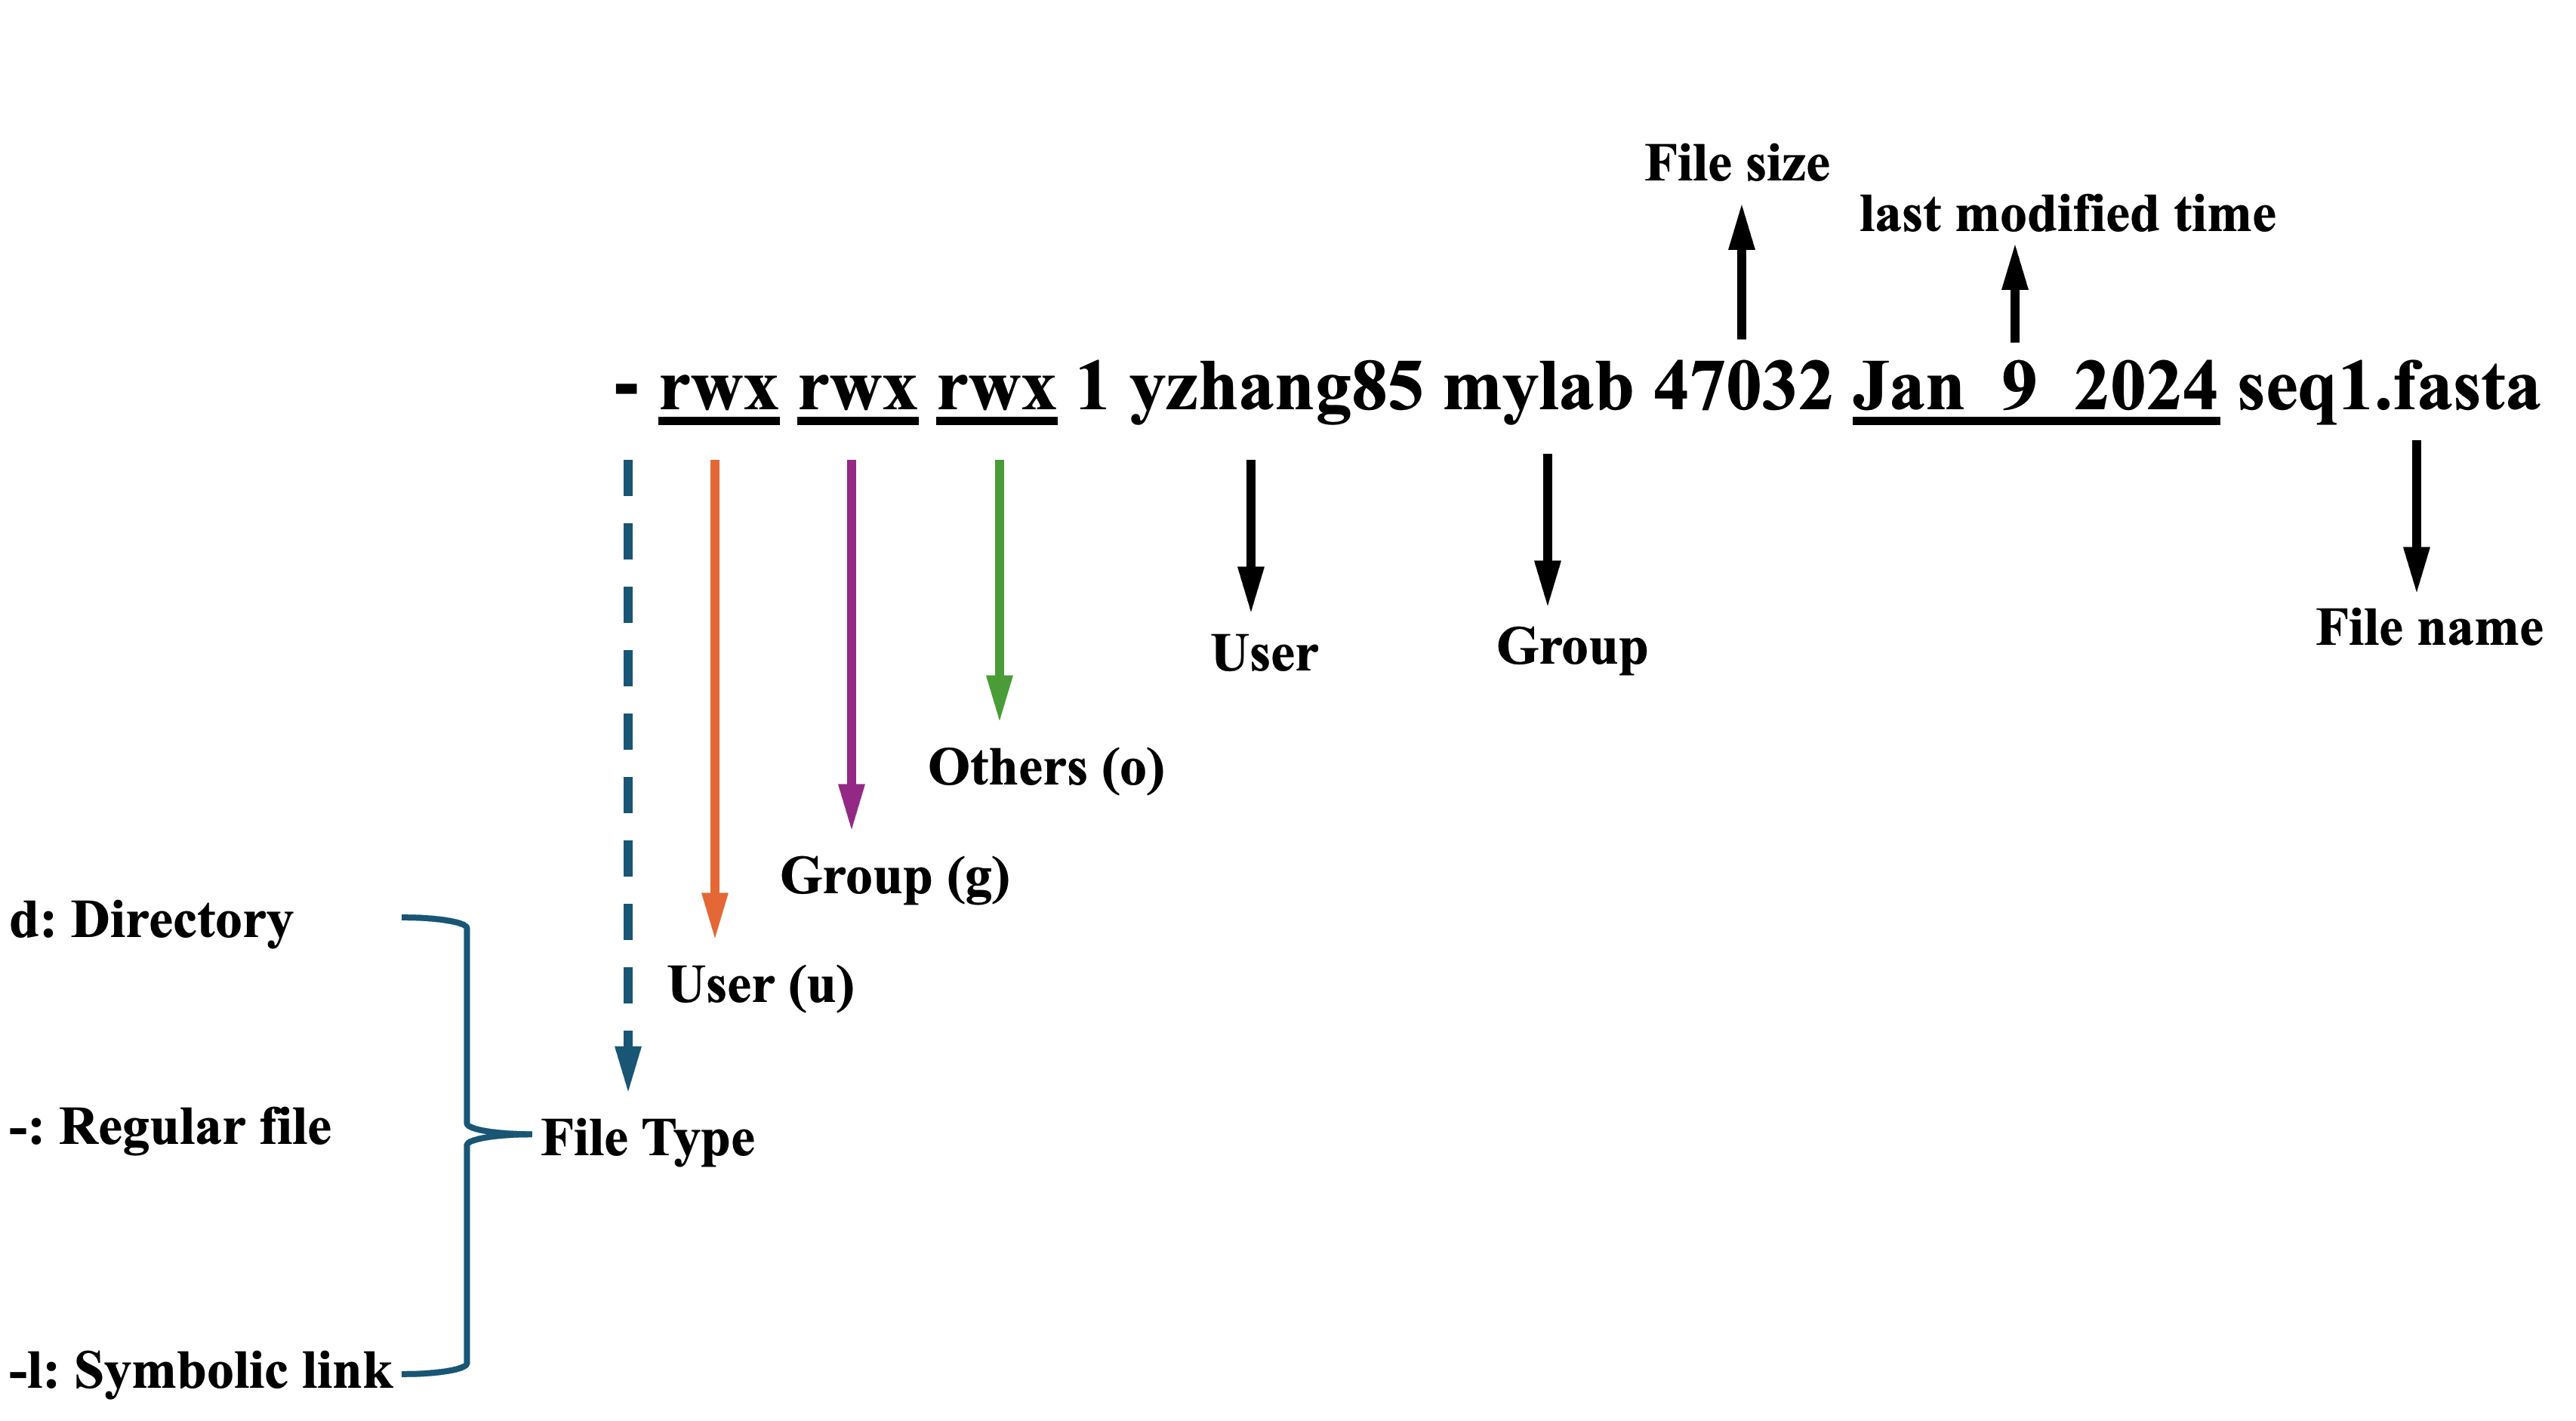 File size
last modified time
- rwx rwx rwx 1 yzhang85 mylab 47032 Jan 9 2024 seq1.fasta
User
Group
File name
Others (o)
Group (g)
User (u)
d: Directory
-: Regular file
File Type
-l: Symbolic link